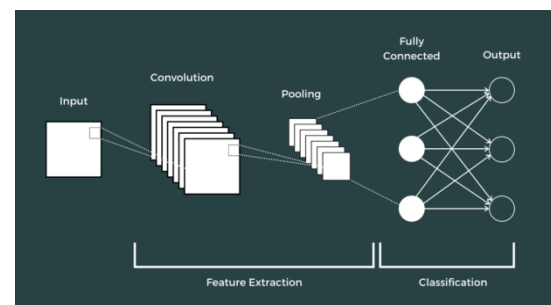 Input
Convolution
Pooling
Fully
Connected
Output
Feature Extraction
Classification